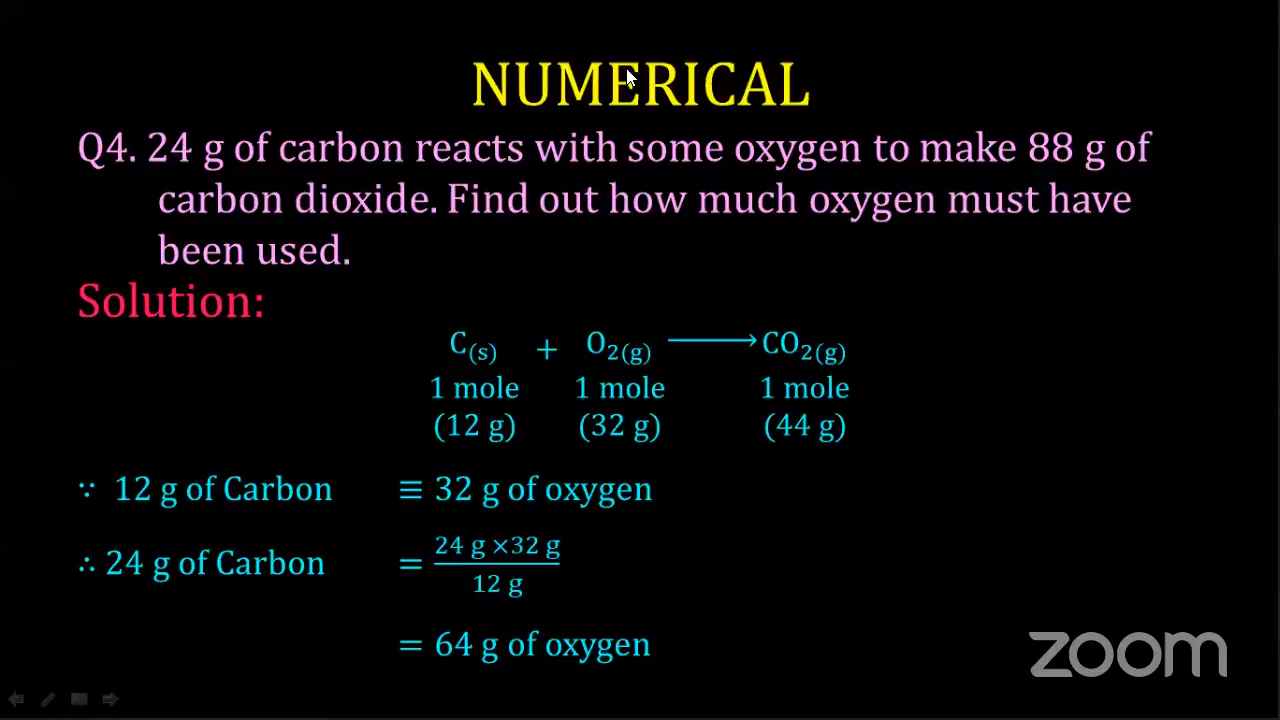 NUMERICAL
Q4. 24 g of carbon reacts with some oxygen to make 88 g of
carbon dioxide. Find out how much oxygen must have
been used.
Solution:
C₍ₛ₎ + O₂₍g₎ ⟶ CO₂₍g₎
1 mole 1 mole 1 mole
(12 g) (32 g) (44 g)
∵ 12 g of Carbon ≡ 32 g of oxygen
∴ 24 g of Carbon = 24 g ×32 g / 12 g
= 64 g of oxygen
zoom